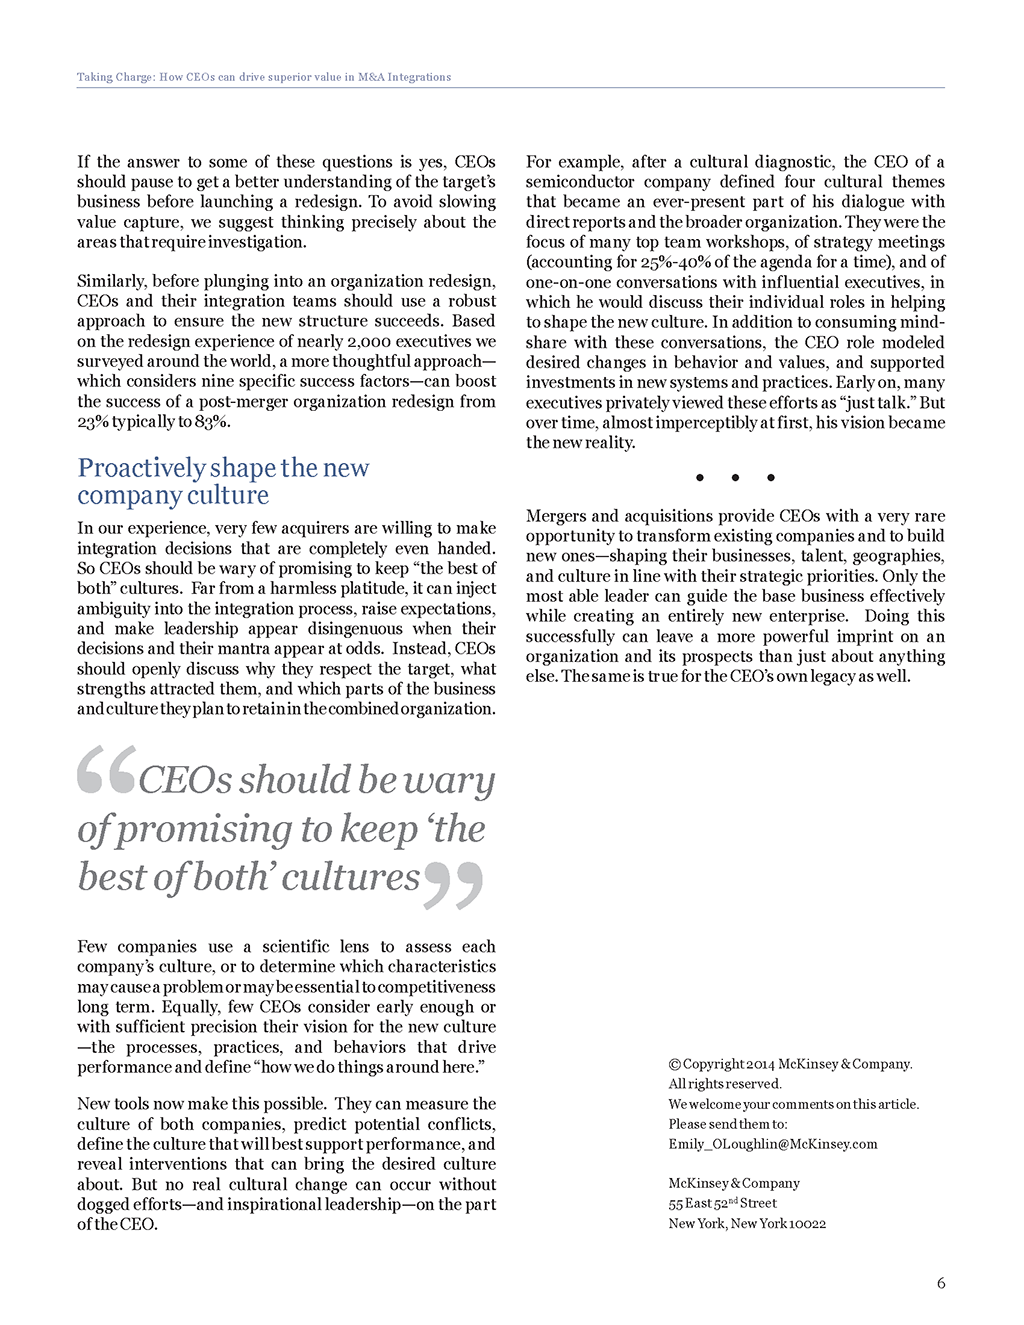 Taking Charge: How CEOs can drive superior value in M&A Integrations
If the answer to some of these questions is yes, CEOs
should pause to get a better understanding of the target's
business before launching a redesign. To avoid slowing
value capture, we suggest thinking precisely about the
areas that require investigation.
Similarly, before plunging into an organization redesign,
CEOs and their integration teams should use a robust
approach to ensure the new structure succeeds. Based
on the redesign experience of nearly 2,000 executives we
surveyed around the world, a more thoughtful approach—
which considers nine specific success factors—can boost
the success of a post-merger organization redesign from
23% typically to 83%.
Proactively shape the new
company culture
In our experience, very few acquirers are willing to make
integration decisions that are completely even handed.
So CEOs should be wary of promising to keep “the best of
both” cultures. Far from a harmless platitude, it can inject
ambiguity into the integration process, raise expectations,
and make leadership appear disingenuous when their
decisions and their mantra appear at odds. Instead, CEOs
should openly discuss why they respect the target, what
strengths attracted them, and which parts of the business
and culture they plan to retain in the combined organization.
“CEOs should be wary
of promising to keep ‘the
best of both’ cultures”
Few companies use a scientific lens to assess each
company's culture, or to determine which characteristics
may cause a problem or may be essential to competitiveness
long term. Equally, few CEOs consider early enough or
with sufficient precision their vision for the new culture
—the processes, practices, and behaviors that drive
performance and define “how we do things around here.”
New tools now make this possible. They can measure the
culture of both companies, predict potential conflicts,
define the culture that will best support performance, and
reveal interventions that can bring the desired culture
about. But no real cultural change can occur without
dogged efforts—and inspirational leadership—on the part
of the CEO.
For example, after a cultural diagnostic, the CEO of a
semiconductor company defined four cultural themes
that became an ever-present part of his dialogue with
direct reports and the broader organization. They were the
focus of many top team workshops, of strategy meetings
(accounting for 25%-40% of the agenda for a time), and of
one-on-one conversations with influential executives, in
which he would discuss their individual roles in helping
to shape the new culture. In addition to consuming mind-
share with these conversations, the CEO role modeled
desired changes in behavior and values, and supported
investments in new systems and practices. Early on, many
executives privately viewed these efforts as “just talk.” But
over time, almost imperceptibly at first, his vision became
the new reality.
• • •
Mergers and acquisitions provide CEOs with a very rare
opportunity to transform existing companies and to build
new ones—shaping their businesses, talent, geographies,
and culture in line with their strategic priorities. Only the
most able leader can guide the base business effectively
while creating an entirely new enterprise. Doing this
successfully can leave a more powerful imprint on an
organization and its prospects than just about anything
else. The same is true for the CEO's own legacy as well.
© Copyright 2014 McKinsey & Company.
All rights reserved.
We welcome your comments on this article.
Please send them to:
Emily_OLoughlin@McKinsey.com
McKinsey & Company
55 East 52nd Street
New York, New York 10022
6